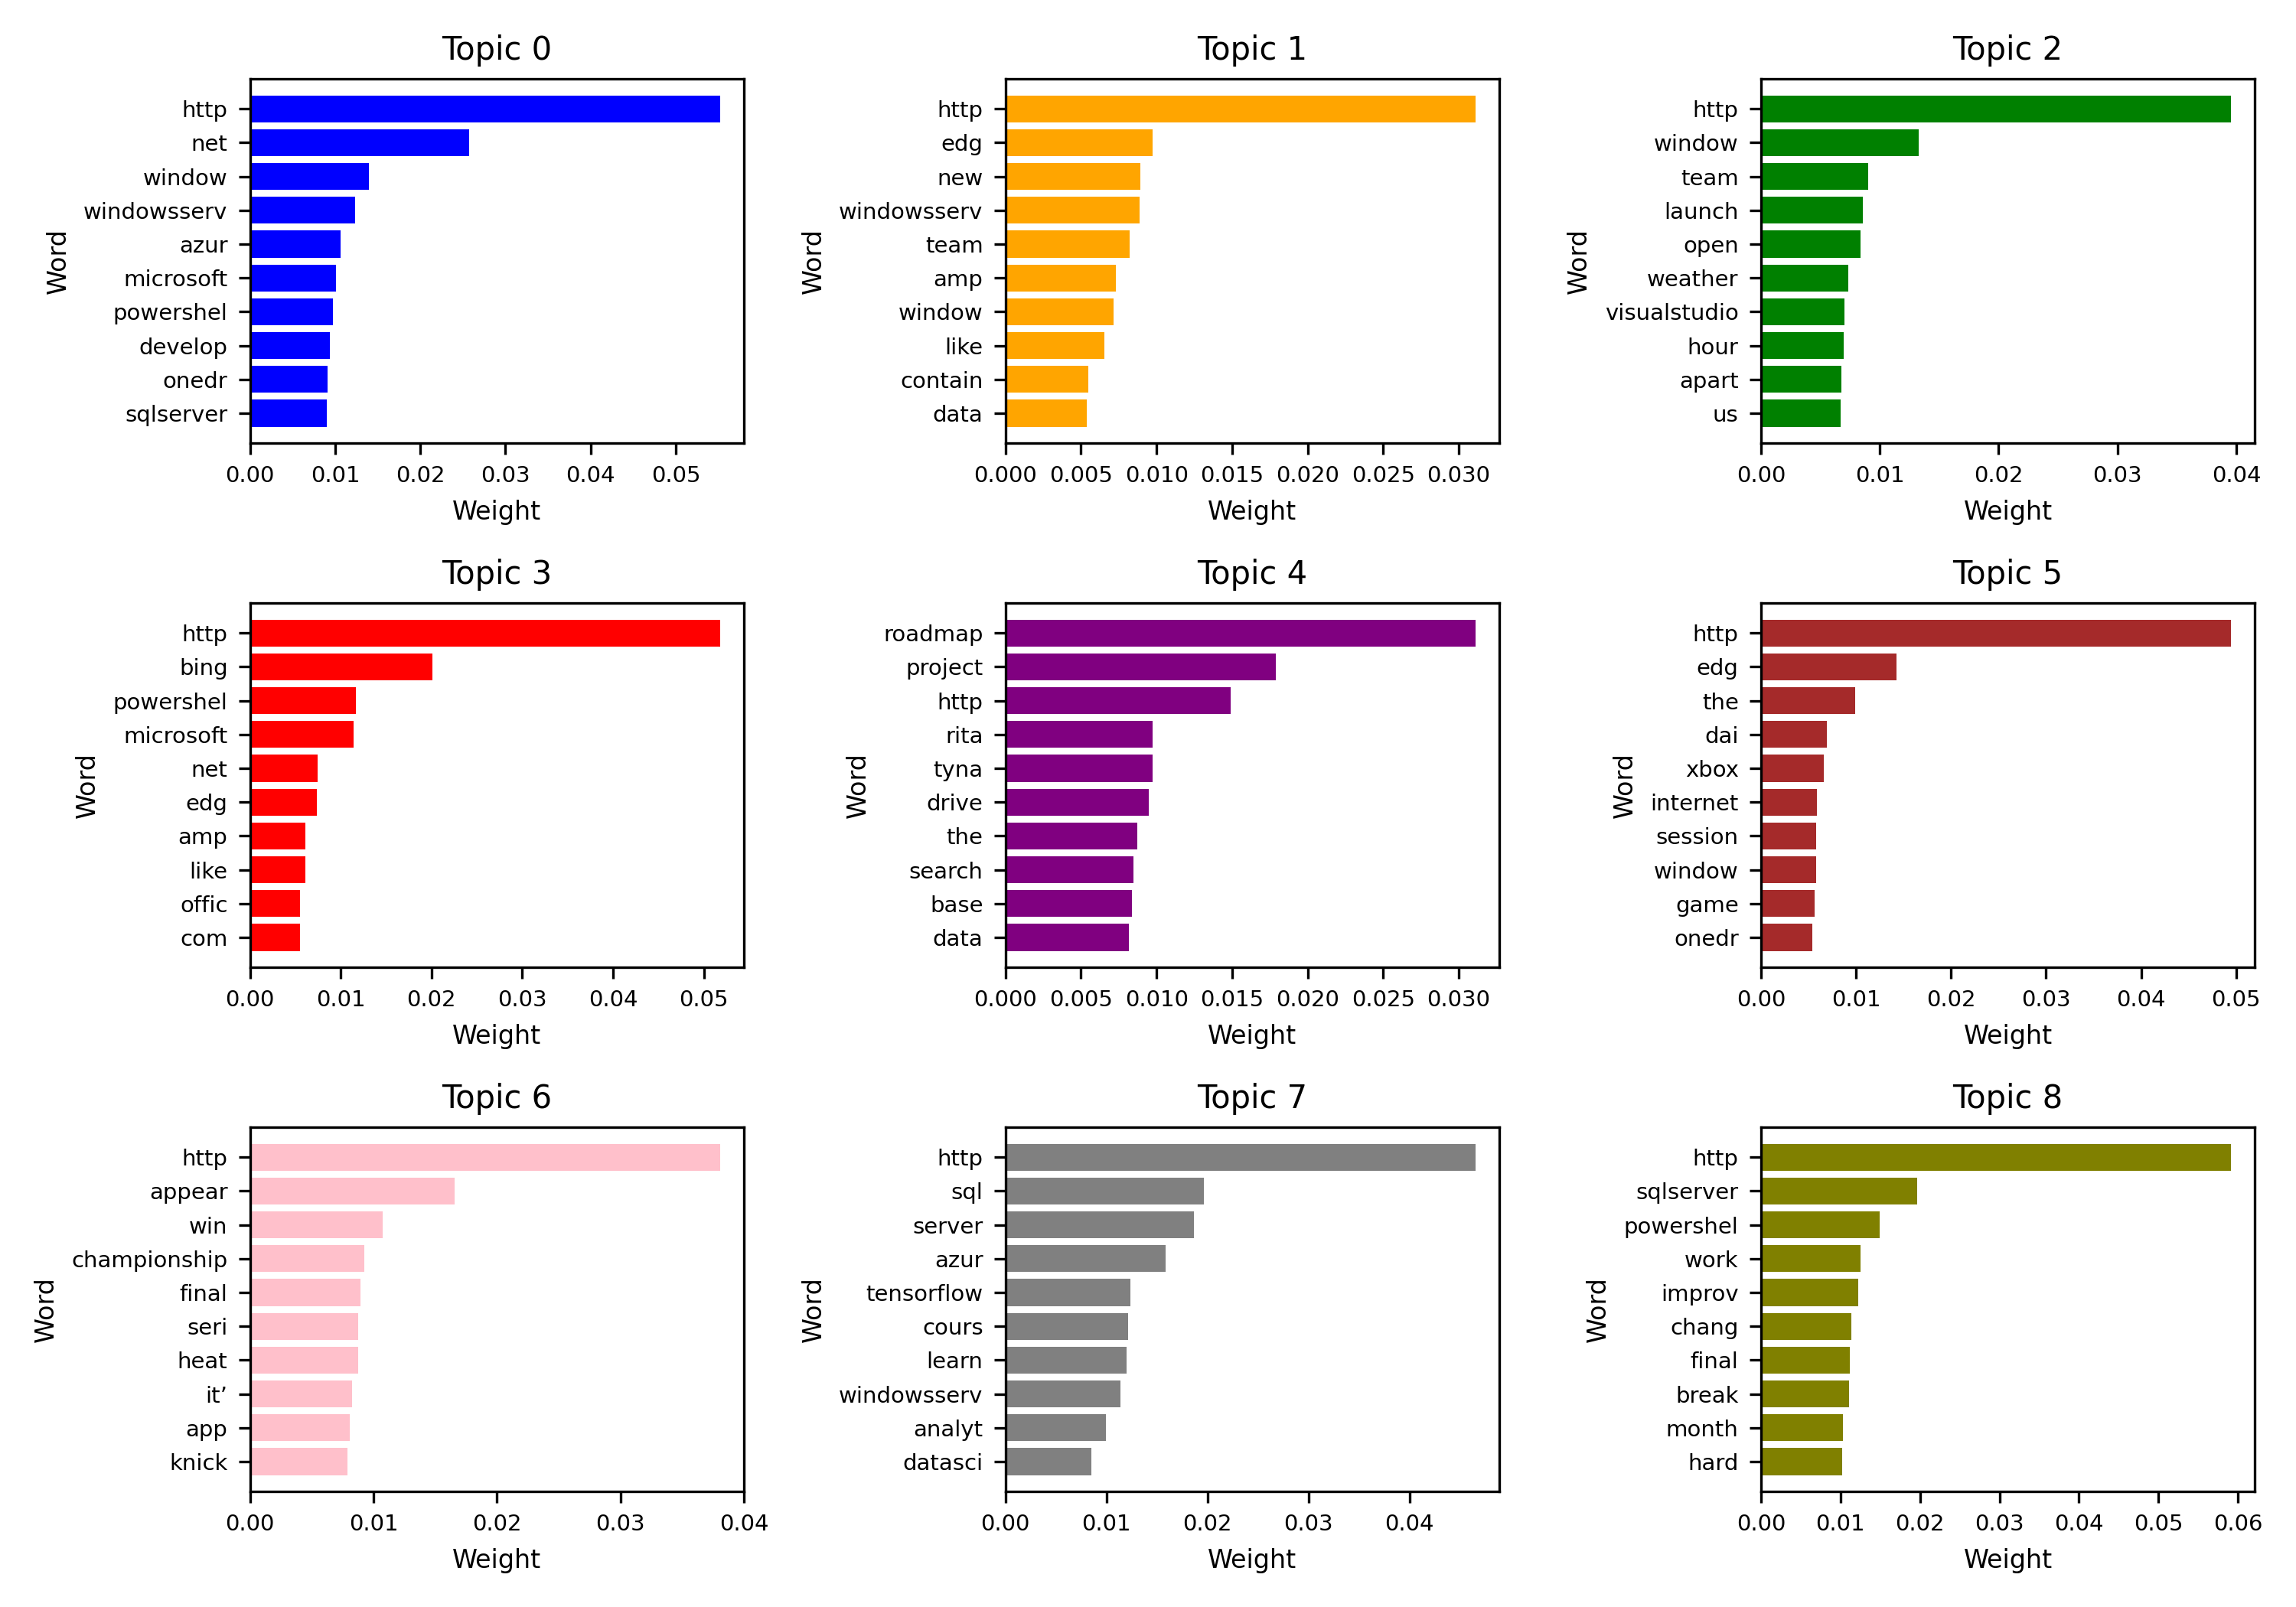 Topic 0
Word
http
net
window
windowsserv
azur
microsoft
powershel
develop
onedr
sqlserver
0.00 0.01 0.02 0.03 0.04 0.05
Weight
Topic 1
Word
http
edg
new
windowsserv
team
amp
window
like
contain
data
0.000 0.005 0.010 0.015 0.020 0.025 0.030
Weight
Topic 2
Word
http
window
team
launch
open
weather
visualstudio
hour
apart
us
0.00 0.01 0.02 0.03 0.04
Weight
Topic 3
Word
http
bing
powershel
microsoft
net
edg
amp
like
offic
com
0.00 0.01 0.02 0.03 0.04 0.05
Weight
Topic 4
Word
roadmap
project
http
rita
tyna
drive
the
search
base
data
0.000 0.005 0.010 0.015 0.020 0.025 0.030
Weight
Topic 5
Word
http
edg
the
dai
xbox
internet
session
window
game
onedr
0.00 0.01 0.02 0.03 0.04 0.05
Weight
Topic 6
Word
http
appear
win
championship
final
seri
heat
it’
app
knick
0.00 0.01 0.02 0.03 0.04
Weight
Topic 7
Word
http
sql
server
azur
tensorflow
cours
learn
windowsserv
analyt
datasci
0.00 0.01 0.02 0.03 0.04
Weight
Topic 8
Word
http
sqlserver
powershel
work
improv
chang
final
break
month
hard
0.00 0.01 0.02 0.03 0.04 0.05 0.06
Weight